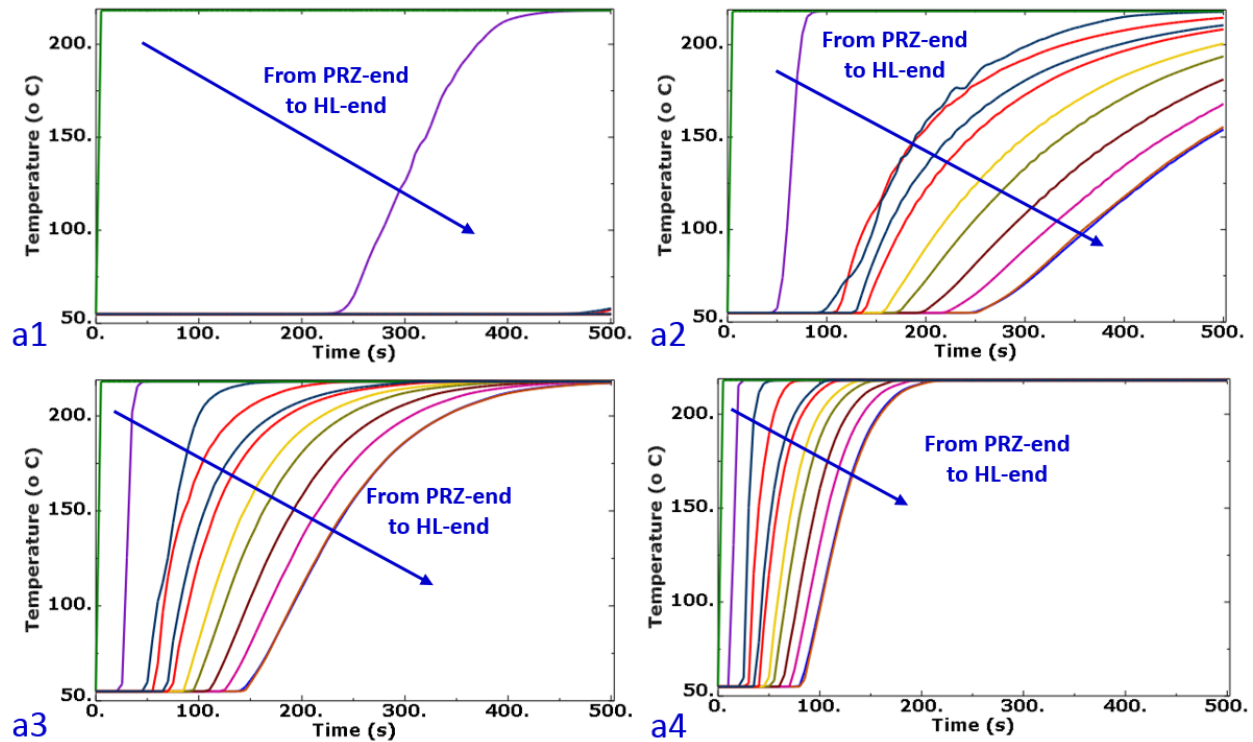 200.
150.
100.
50.
Temperature (o C)
From PRZ-end
to HL-end
0. 100. 200. 300. 400. 500.
Time (s)
a1
200.
150.
100.
50.
Temperature (o C)
From PRZ-end
to HL-end
0. 100. 200. 300. 400. 500.
Time (s)
a2
200.
150.
100.
50.
Temperature (o C)
From PRZ-end
to HL-end
0. 100. 200. 300. 400. 500.
Time (s)
a3
200.
150.
100.
50.
Temperature (o C)
From PRZ-end
to HL-end
0. 100. 200. 300. 400. 500.
Time (s)
a4